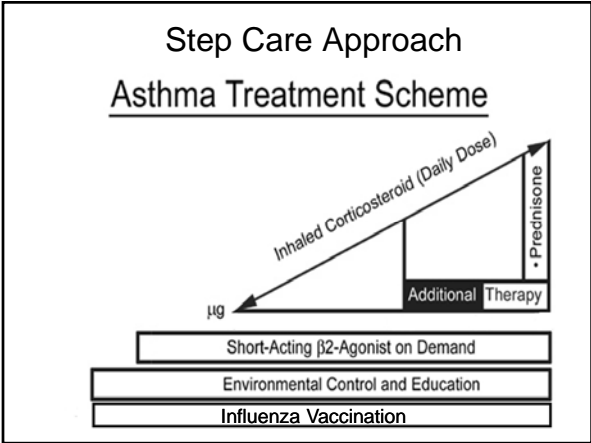 Step Care Approach
Asthma Treatment Scheme
Inhaled Corticosteroid (Daily Dose)
• Prednisone
Additional Therapy
µg
Short-Acting β2-Agonist on Demand
Environmental Control and Education
Influenza Vaccination